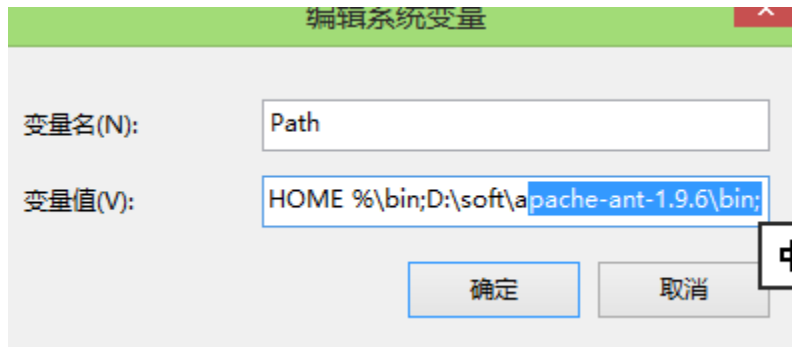 编辑系统变量
变量名(N): Path
变量值(V): HOME %\bin;D:\soft\apache-ant-1.9.6\bin;
确定 取消